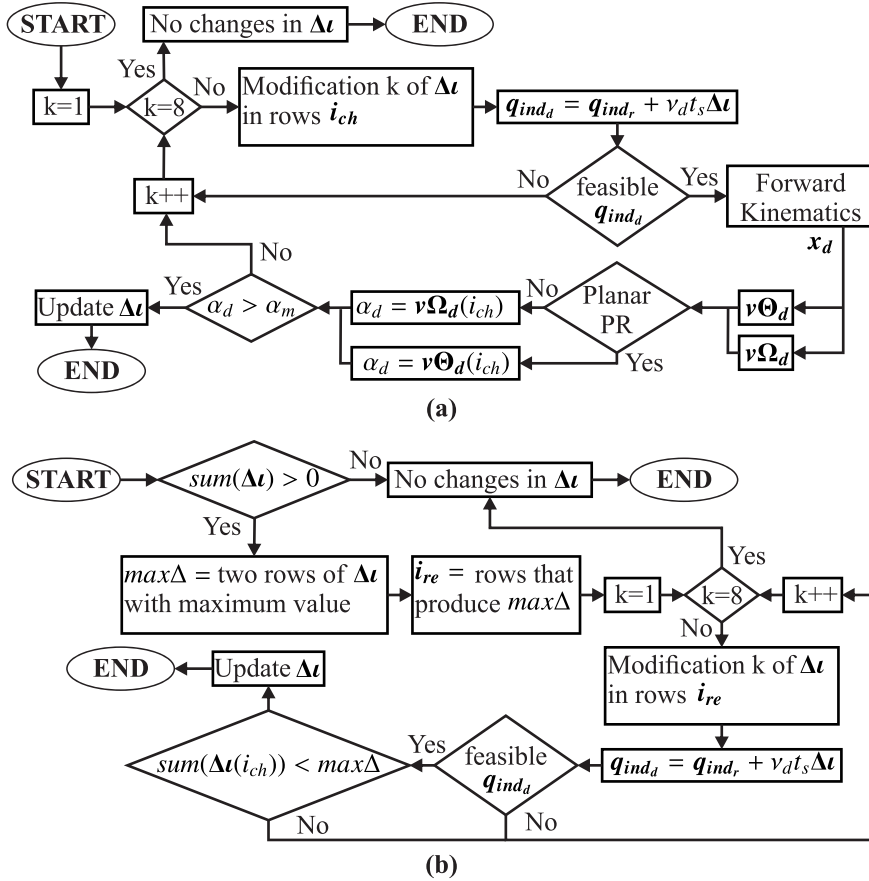 START
No changes in Δι
END
Yes
k=1
k=8
No
Modification k of Δι
in rows i_ch
q_ind_d = q_ind_r + ν_d t_s Δι
k++
No
feasible
q_ind_d
Yes
Forward
Kinematics
x_d
No
Update Δι
Yes
α_d > α_m
α_d = vΩ_d(i_ch)
No
Planar
PR
vΘ_d
END
α_d = vΘ_d(i_ch)
Yes
vΩ_d
(a)
START
sum(Δι) > 0
No
No changes in Δι
END
Yes
Yes
maxΔ = two rows of Δι
with maximum value
i_re = rows that
produce maxΔ
k=1
k=8
k++
No
END
Update Δι
Modification k of Δι
in rows i_re
sum(Δι(i_ch)) < maxΔ
Yes
feasible
q_ind_d
q_ind_d = q_ind_r + ν_d t_s Δι
No
No
(b)